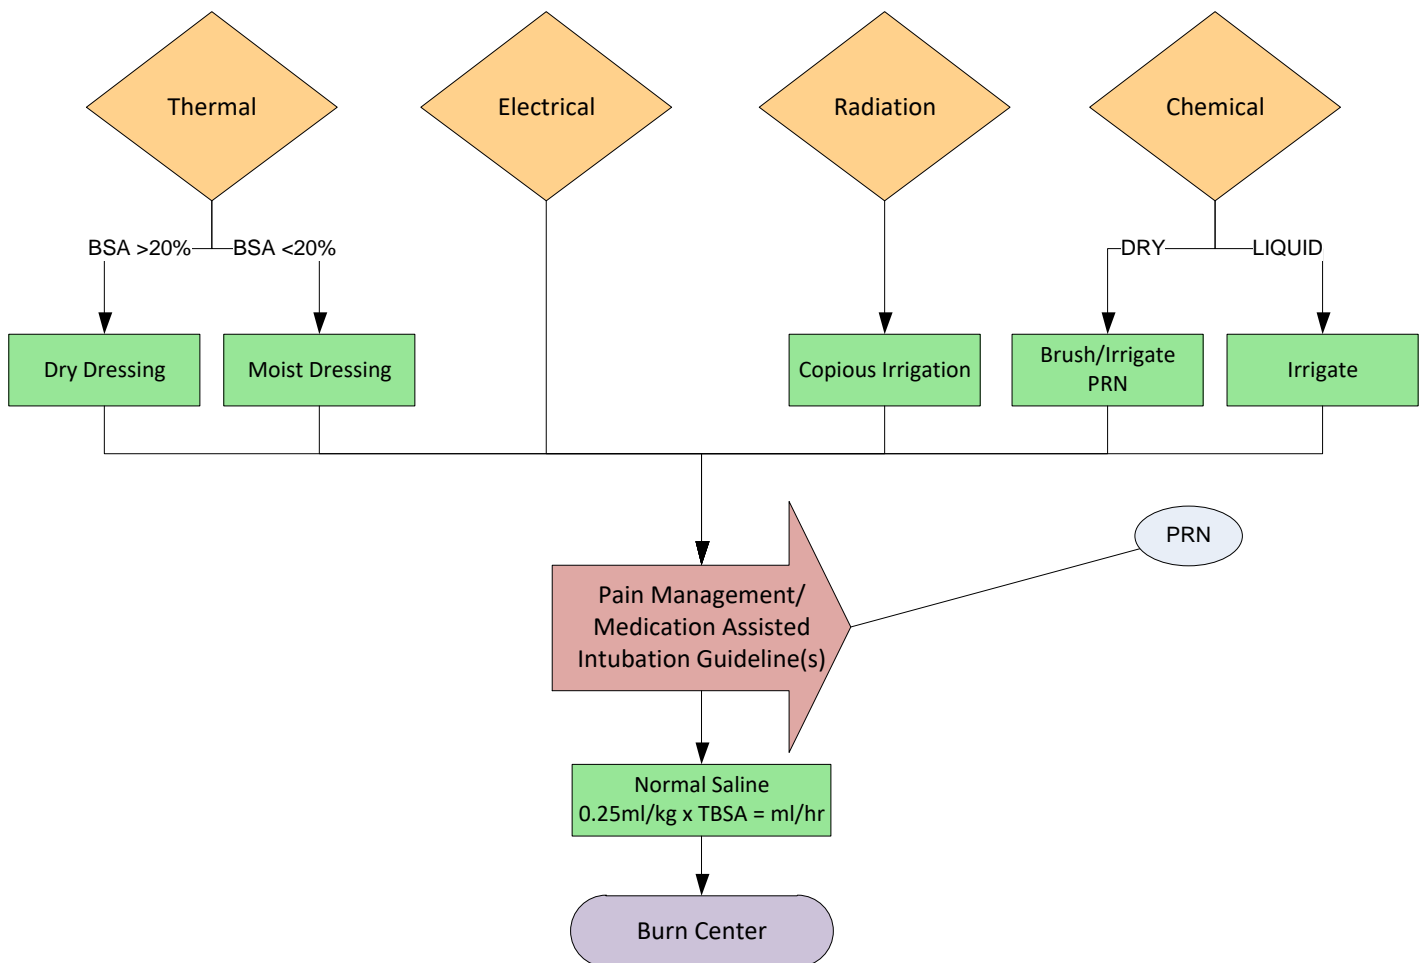 Thermal
Electrical
Radiation
Chemical
BSA >20%
BSA <20%
DRY
LIQUID
Dry Dressing
Moist Dressing
Copious Irrigation
Brush/Irrigate
PRN
Irrigate
PRN
Pain Management/
Medication Assisted
Intubation Guideline(s)
Normal Saline
0.25ml/kg x TBSA = ml/hr
Burn Center